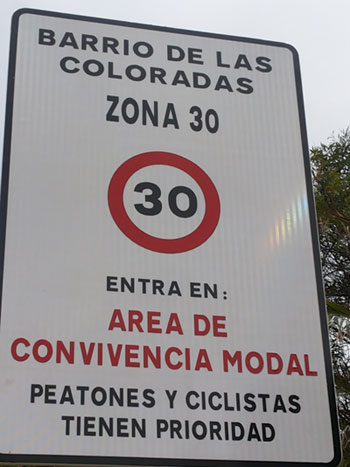 BARRIO DE LAS
COLORADAS
ZONA 30
30
ENTRA EN:
AREA DE
CONVIVENCIA MODAL
PEATONES Y CICLISTAS
TIENEN PRIORIDAD